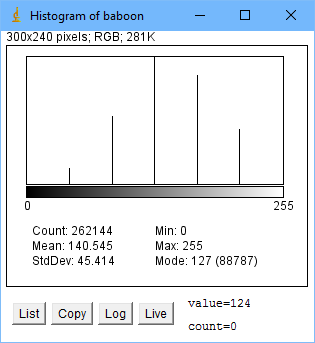 Histogram of baboon
300x240 pixels; RGB; 281K
0 255
Count: 262144 Min: 0
Mean: 140.545 Max: 255
StdDev: 45.414 Mode: 127 (88787)
List Copy Log Live value=124
count=0